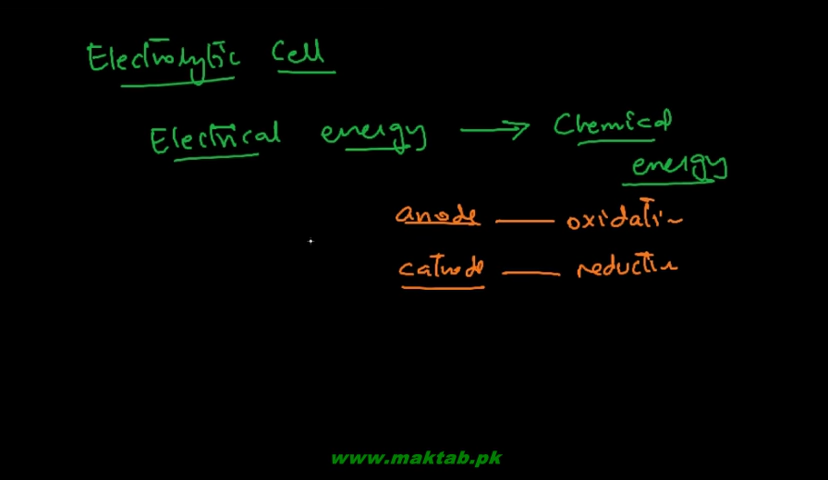 Electrolytic Cell
Electrical energy → Chemical
energy
anode — oxidation
cathode — reduction
www.maktab.pk